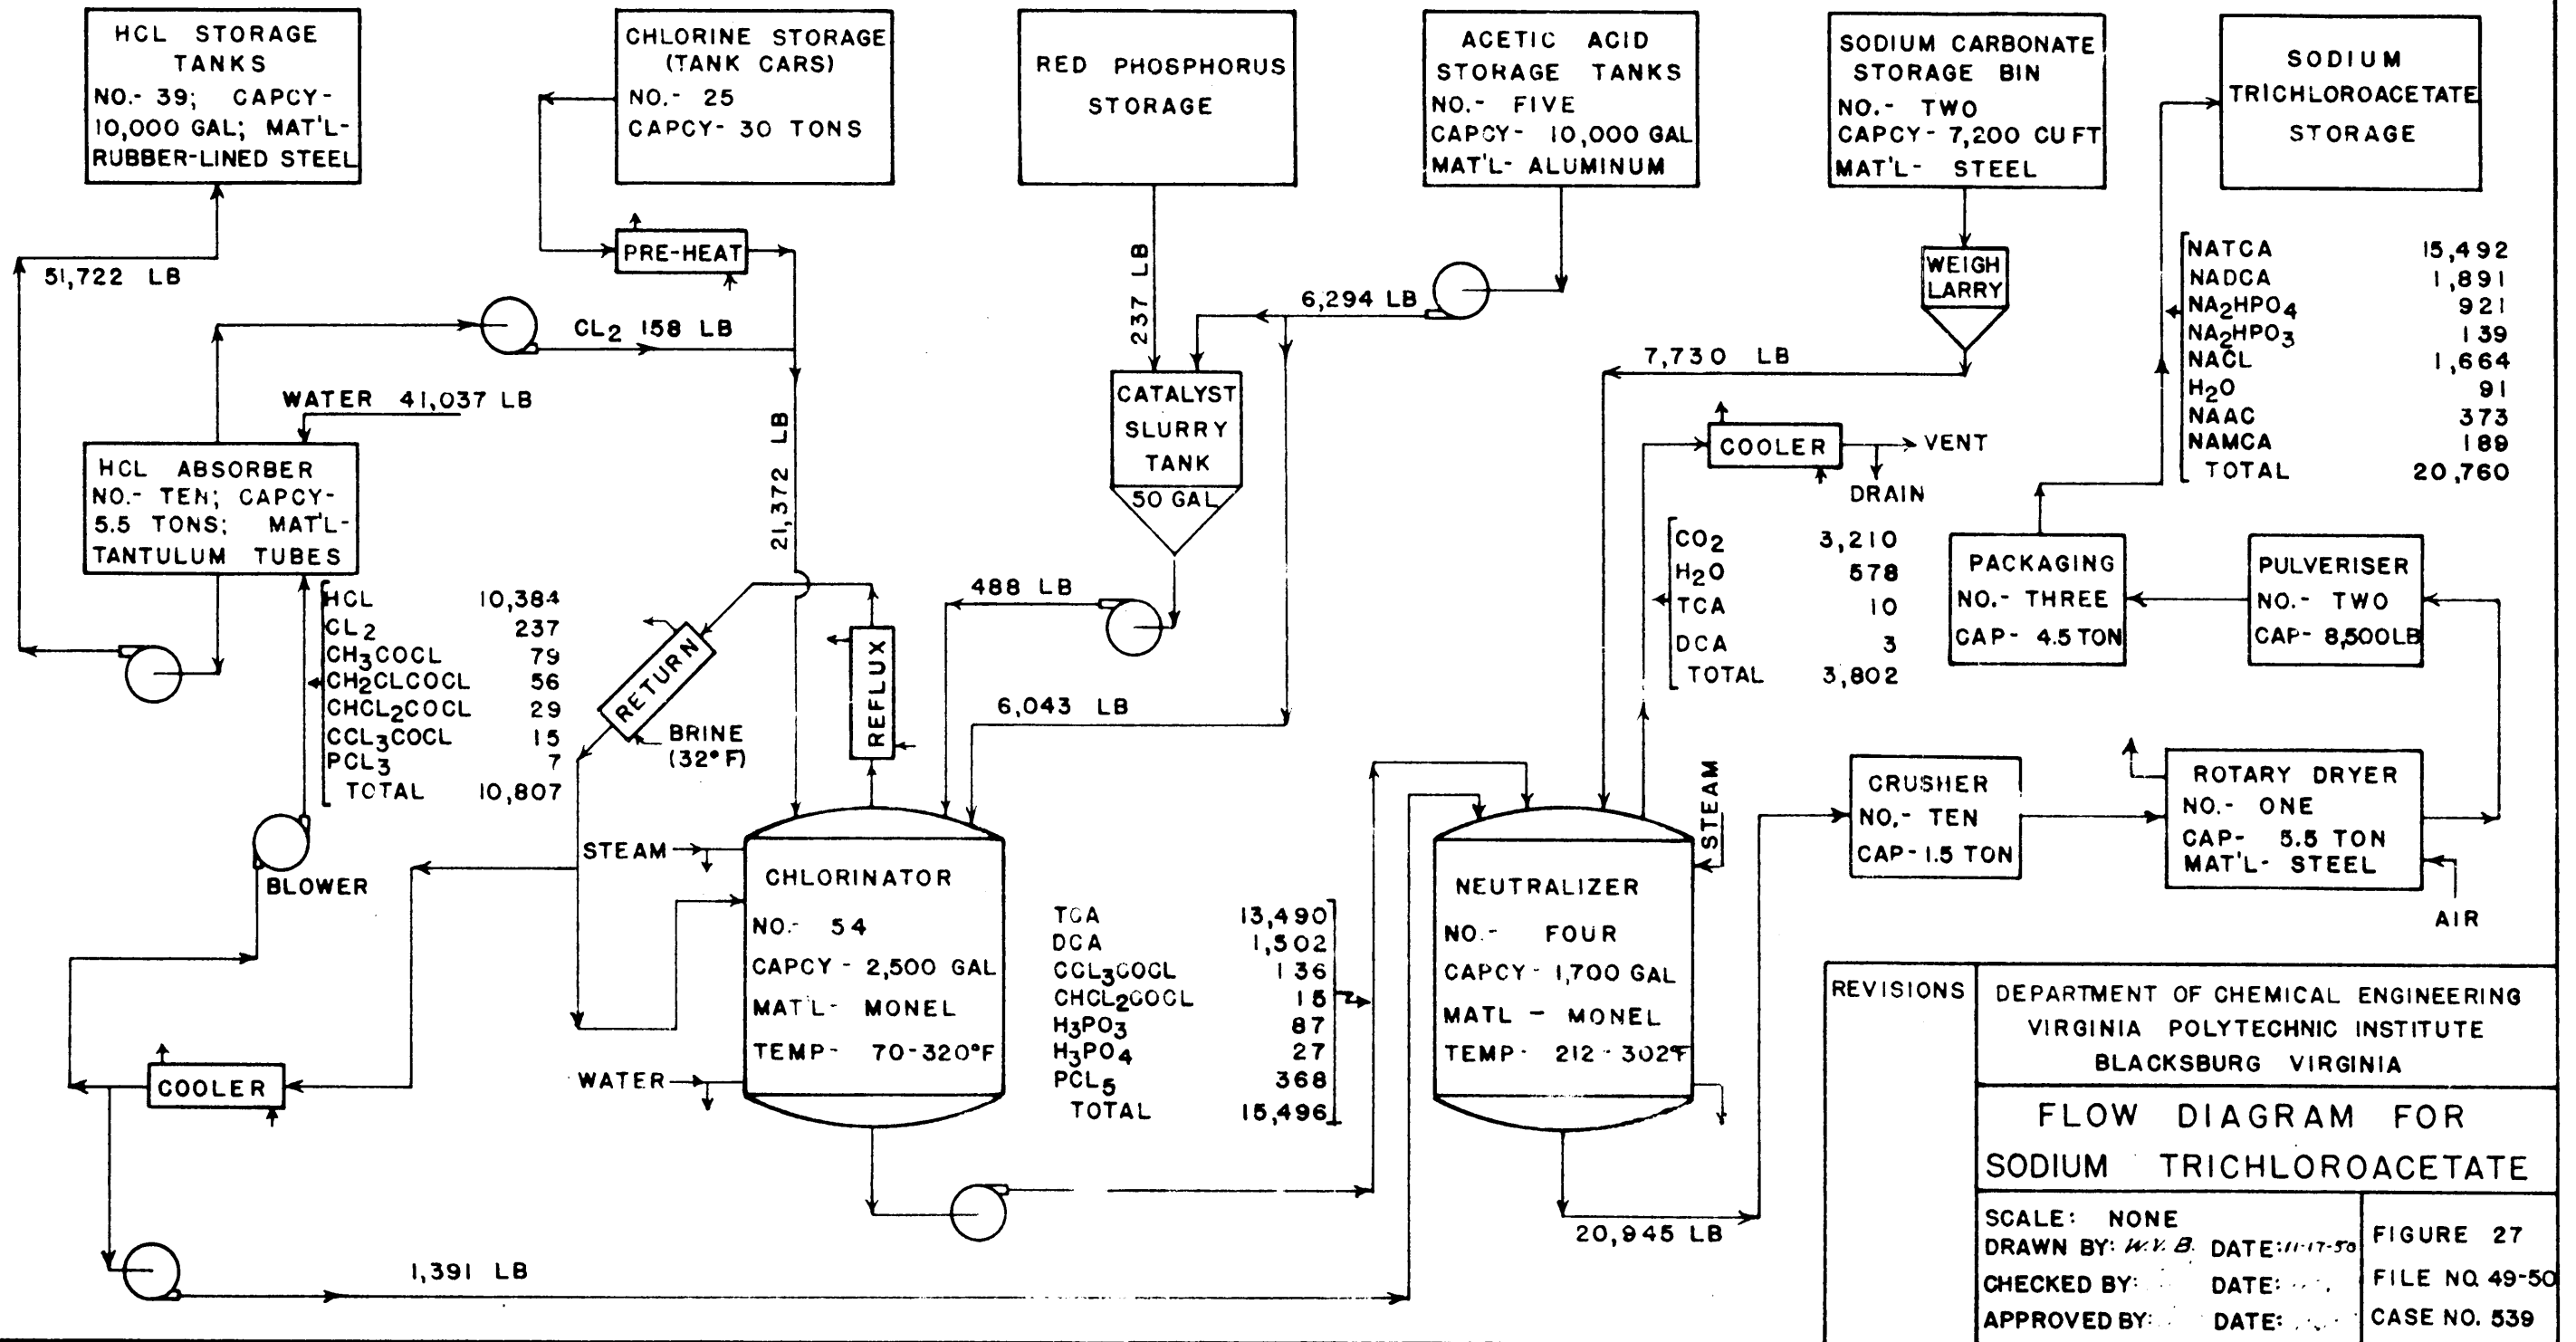 HCL STORAGE
TANKS
NO.- 39; CAPCY-
10,000 GAL; MAT'L-
RUBBER-LINED STEEL
CHLORINE STORAGE
(TANK CARS)
NO.- 25
CAPCY- 30 TONS
RED PHOSPHORUS
STORAGE
ACETIC ACID
STORAGE TANKS
NO.- FIVE
CAPCY- 10,000 GAL
MAT'L- ALUMINUM
SODIUM CARBONATE
STORAGE BIN
NO.- TWO
CAPCY- 7,200 CU FT
MAT'L- STEEL
SODIUM
TRICHLOROACETATE
STORAGE
51,722 LB
PRE-HEAT
CL2 158 LB
WATER 41,037 LB
21,372 LB
237 LB
6,294 LB
WEIGH
LARRY
7,730 LB
NATCA 15,492
NADCA 1,891
NA2HPO4 921
NA2HPO3 139
NACL 1,664
H2O 91
NAAC 373
NAMCA 189
TOTAL 20,760
HCL ABSORBER
NO.- TEN; CAPCY-
5.5 TONS; MAT'L-
TANTULUM TUBES
CATALYST
SLURRY
TANK
50 GAL
COOLER
VENT
DRAIN
HCL 10,384
CL2 237
CH3COCL 79
CH2CLCOCL 56
CHCL2COCL 29
CCL3COCL 15
PCL3 7
TOTAL 10,807
488 LB
CO2 3,210
H2O 578
TCA 10
DCA 3
TOTAL 3,802
PACKAGING
NO.- THREE
CAP- 4.5 TON
PULVERISER
NO.- TWO
CAP- 8,500LB
RETURN
BRINE
(32°F)
REFLUX
6,043 LB
BLOWER
STEAM
CHLORINATOR
NO.- 54
CAPCY - 2,500 GAL
MAT'L- MONEL
TEMP- 70-320°F
WATER
COOLER
TCA 13,490
DCA 1,502
CCL3COCL 136
CHCL2COCL 15
H3PO3 87
H3PO4 27
PCL5 368
TOTAL 15,496
NEUTRALIZER
NO.- FOUR
CAPCY- 1,700 GAL
MATL - MONEL
TEMP- 212-302°F
STEAM
CRUSHER
NO.- TEN
CAP-1.5 TON
ROTARY DRYER
NO.- ONE
CAP- 5.5 TON
MAT'L- STEEL
AIR
20,945 LB
1,391 LB
REVISIONS
DEPARTMENT OF CHEMICAL ENGINEERING
VIRGINIA POLYTECHNIC INSTITUTE
BLACKSBURG VIRGINIA
FLOW DIAGRAM FOR
SODIUM TRICHLOROACETATE
SCALE: NONE
DRAWN BY: W.V.B. DATE: 11-17-50
CHECKED BY: DATE:
APPROVED BY: DATE:
FIGURE 27
FILE NO. 49-50
CASE NO. 539